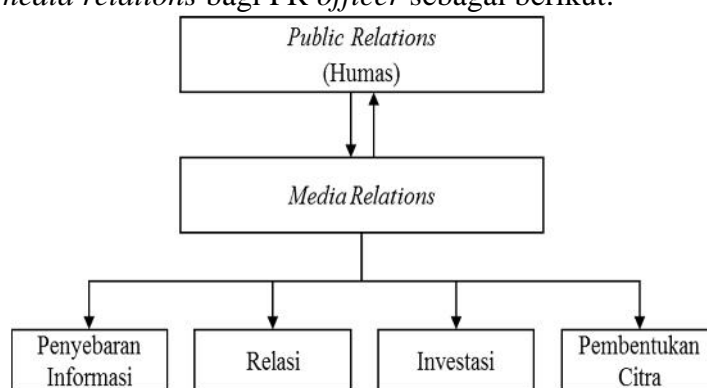 media relations bagi PR officer sebagai berikut:
Public Relations
(Humas)
Media Relations
Penyebaran
Informasi
Relasi
Investasi
Pembentukan
Citra